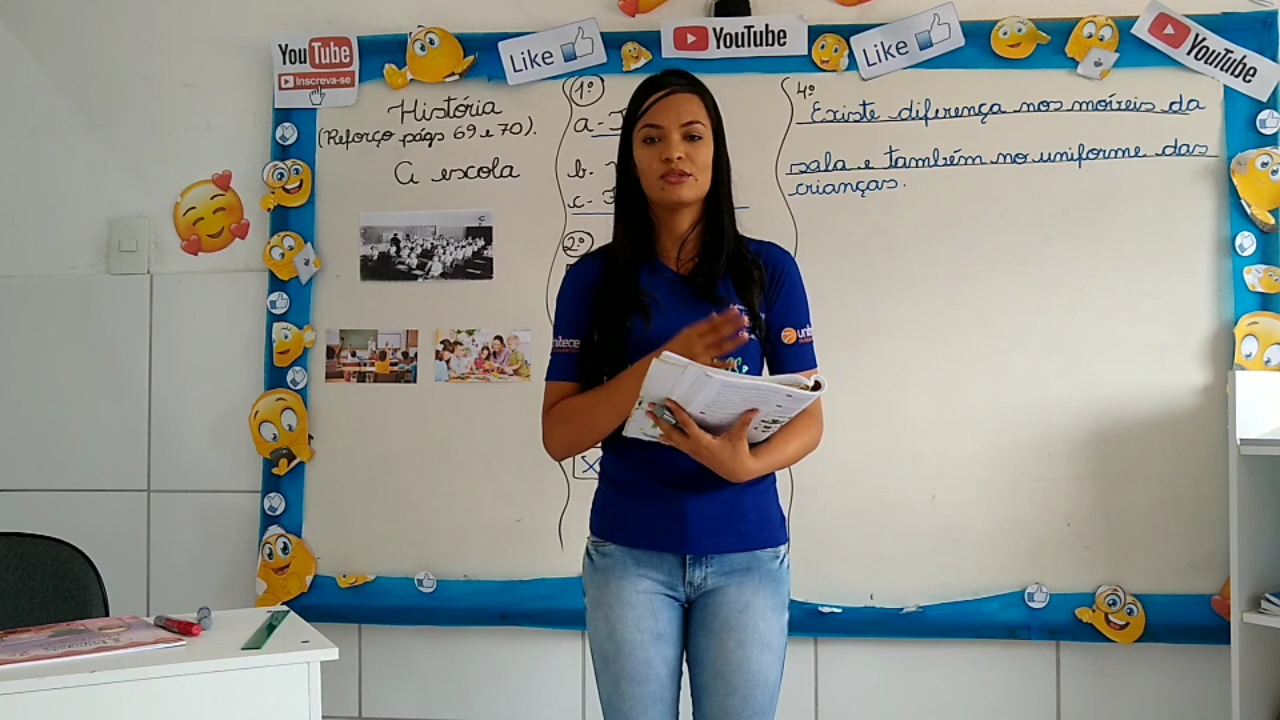 YouTube
Inscreva-se
Like
YouTube
Like
YouTube
História
(Reforço págs 69 e 70).
A escola
1º
a-
b.
c-
2º
X
4º
Existe diferença nos móveis da
sala e também no uniforme das
crianças.